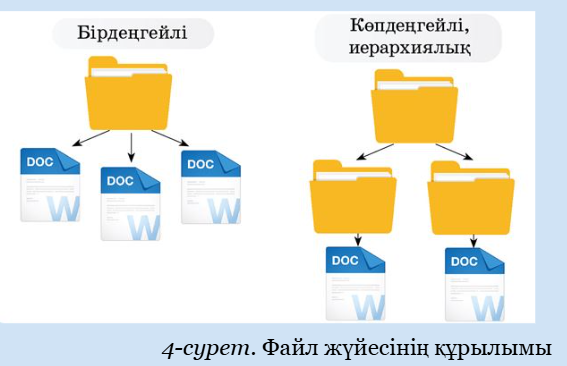 Бірдеңгейлі
Көпдеңгейлі,
иерархиялық
DOC
W
DOC
W
DOC
W
DOC
W
DOC
W
4-сурет. Файл жүйесінің құрылымы